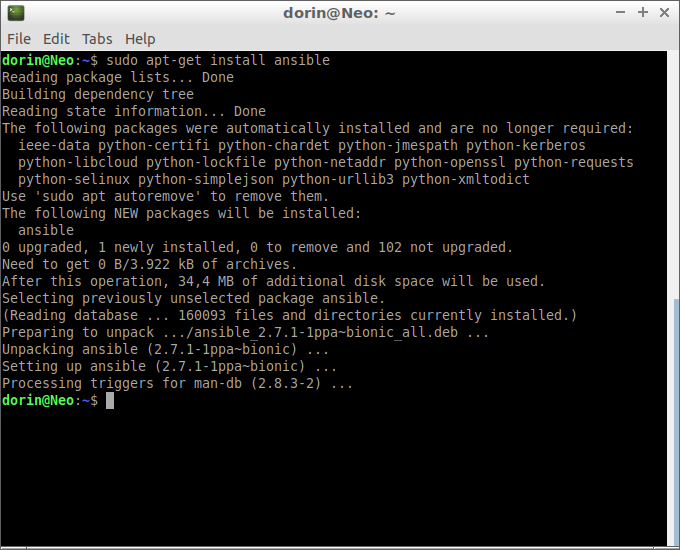 dorin@Neo: ~
File Edit Tabs Help
dorin@Neo:~$ sudo apt-get install ansible
Reading package lists... Done
Building dependency tree
Reading state information... Done
The following packages were automatically installed and are no longer required:
  ieee-data python-certifi python-chardet python-jmespath python-kerberos
  python-libcloud python-lockfile python-netaddr python-openssl python-requests
  python-selinux python-simplejson python-urllib3 python-xmltodict
Use 'sudo apt autoremove' to remove them.
The following NEW packages will be installed:
  ansible
0 upgraded, 1 newly installed, 0 to remove and 102 not upgraded.
Need to get 0 B/3.922 kB of archives.
After this operation, 34,4 MB of additional disk space will be used.
Selecting previously unselected package ansible.
(Reading database ... 160093 files and directories currently installed.)
Preparing to unpack .../ansible_2.7.1-1ppa~bionic_all.deb ...
Unpacking ansible (2.7.1-1ppa~bionic) ...
Setting up ansible (2.7.1-1ppa~bionic) ...
Processing triggers for man-db (2.8.3-2) ...
dorin@Neo:~$